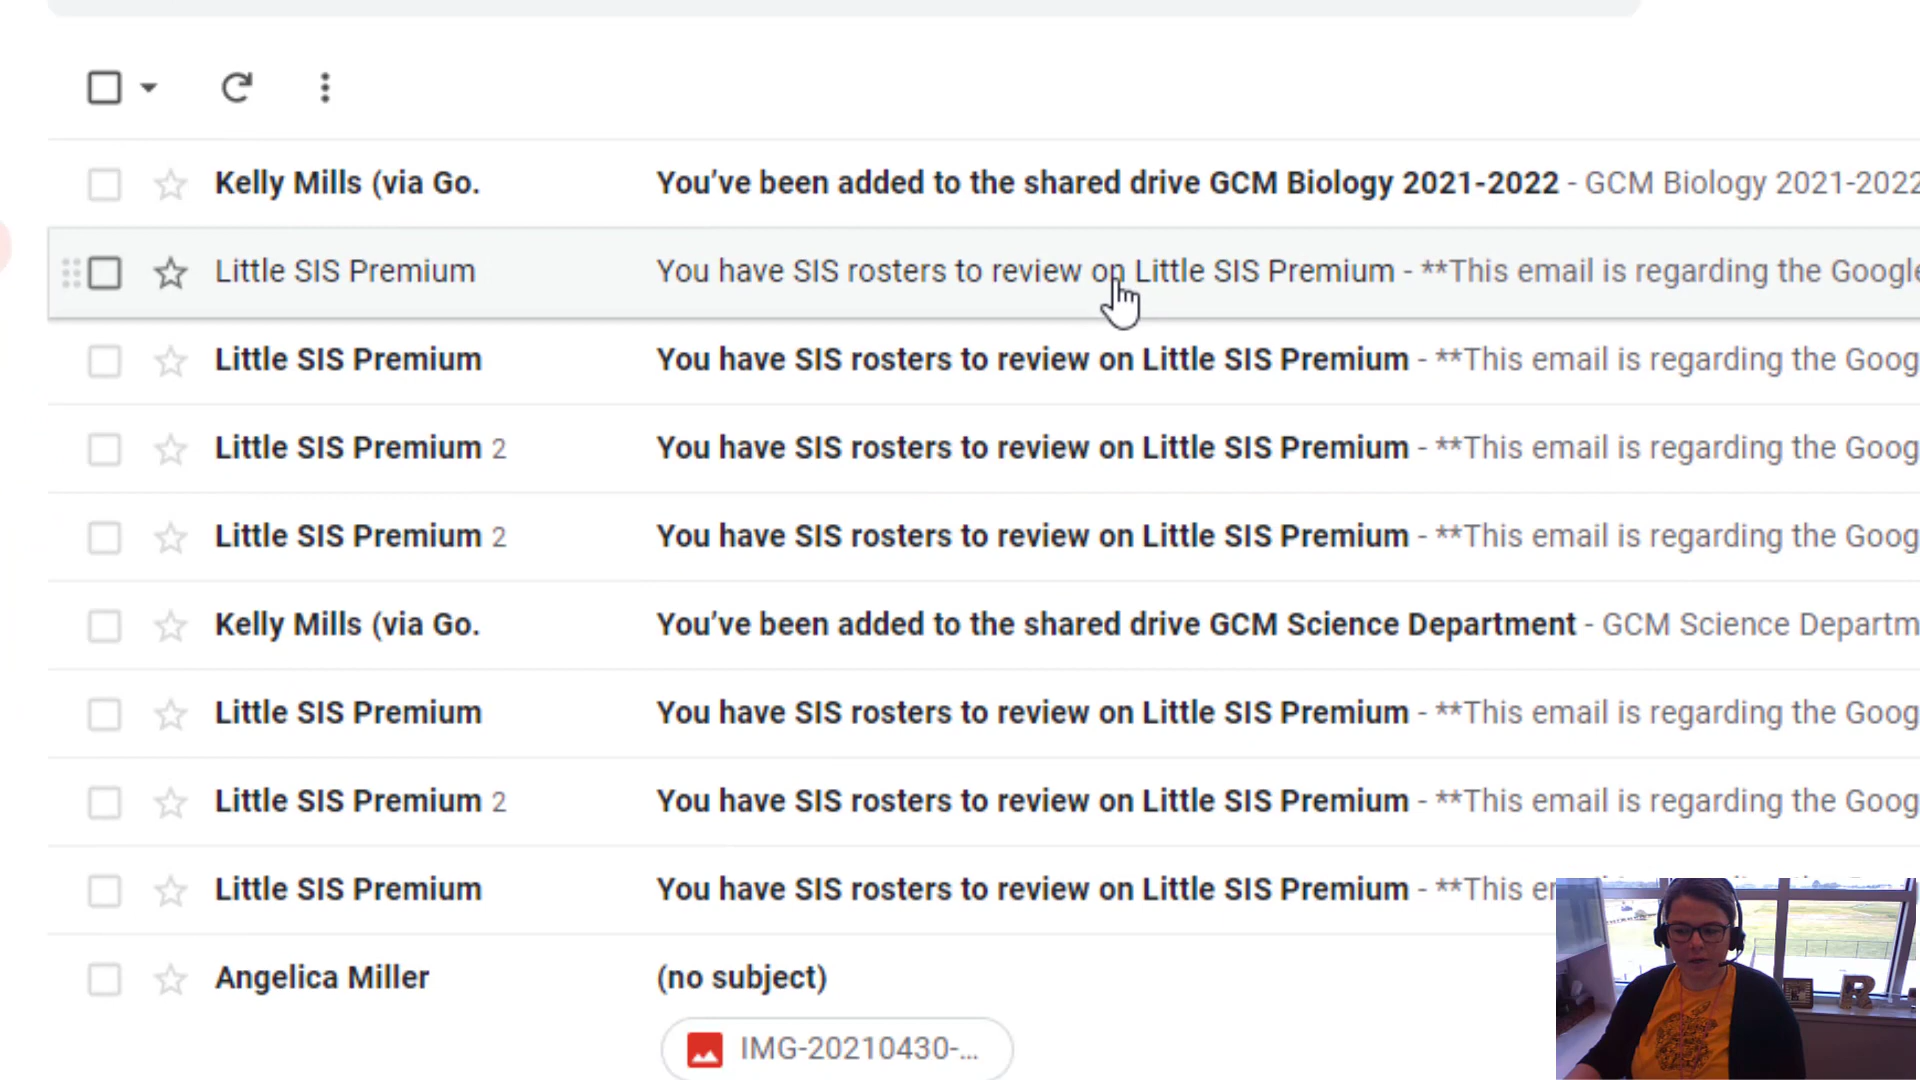 Kelly Mills (via Go. You've been added to the shared drive GCM Biology 2021-2022 - GCM Biology 2021-2022
Little SIS Premium You have SIS rosters to review on Little SIS Premium - **This email is regarding the Google
Little SIS Premium You have SIS rosters to review on Little SIS Premium - **This email is regarding the Goog
Little SIS Premium 2 You have SIS rosters to review on Little SIS Premium - **This email is regarding the Goog
Little SIS Premium 2 You have SIS rosters to review on Little SIS Premium - **This email is regarding the Goog
Kelly Mills (via Go. You've been added to the shared drive GCM Science Department - GCM Science Departm
Little SIS Premium You have SIS rosters to review on Little SIS Premium - **This email is regarding the Goog
Little SIS Premium 2 You have SIS rosters to review on Little SIS Premium - **This email is regarding the Goog
Little SIS Premium You have SIS rosters to review on Little SIS Premium - **This er
Angelica Miller (no subject)
IMG-20210430-...
R